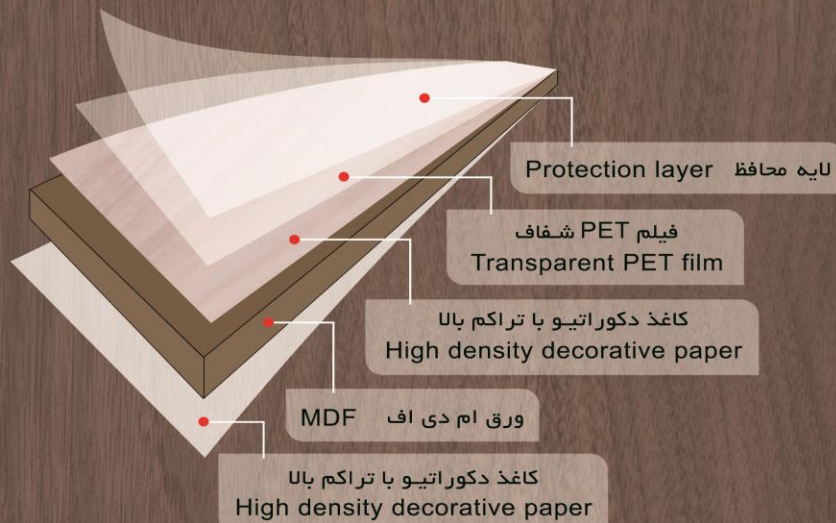 لایه محافظ Protection layer
فیلم PET شفاف
Transparent PET film
کاغذ دکوراتیو با تراکم بالا
High density decorative paper
ورق ام دی اف MDF
کاغذ دکوراتیو با تراکم بالا
High density decorative paper